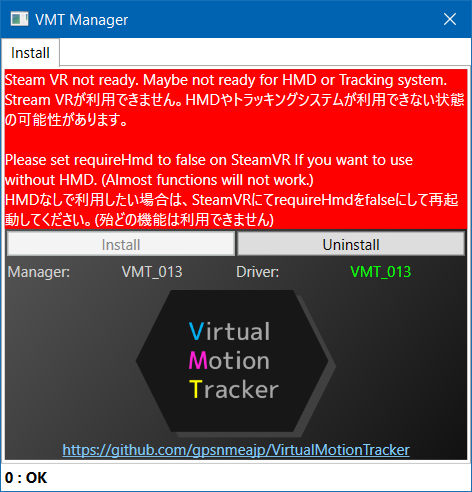 VMT Manager
Install
Steam VR not ready. Maybe not ready for HMD or Tracking system.
Stream VRが利用できません。HMDやトラッキングシステムが利用できない状態
の可能性があります。
Please set requireHmd to false on SteamVR If you want to use
without HMD. (Almost functions will not work.)
HMDなしで利用したい場合は、SteamVRにてrequireHmdをfalseにして再起
動してください。(殆どの機能は利用できません)
Install Uninstall
Manager: VMT_013 Driver: VMT_013
Virtual
Motion
Tracker
https://github.com/gpsnmeajp/VirtualMotionTracker
0 : OK